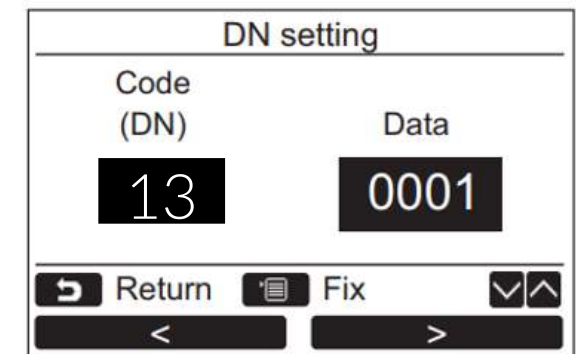 DN setting
Code
(DN) Data
13 0001
Return Fix
< >